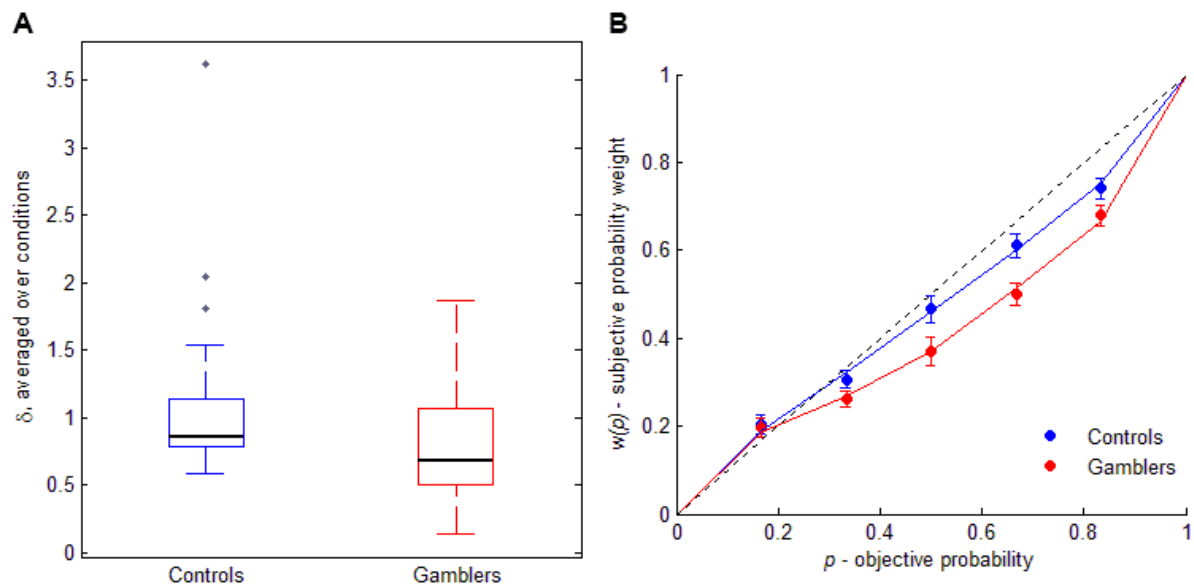 A
δ, averaged over conditions
3.5
3
2.5
2
1.5
1
0.5
0
Controls
Gamblers
B
w(p) - subjective probability weight
1
0.8
0.6
0.4
0.2
0
0
0.2
0.4
0.6
0.8
1
p - objective probability
Controls
Gamblers